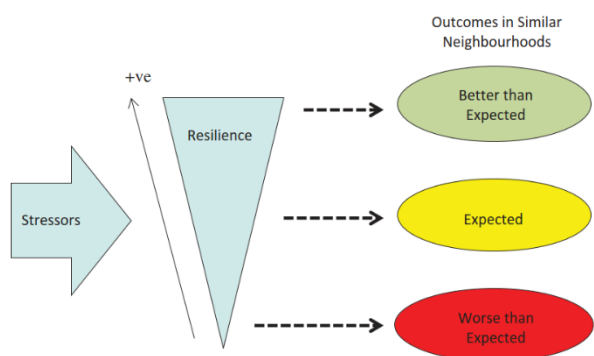 Outcomes in Similar
Neighbourhoods
+ve
Better than
Expected
Resilience
Stressors
Expected
Worse than
Expected